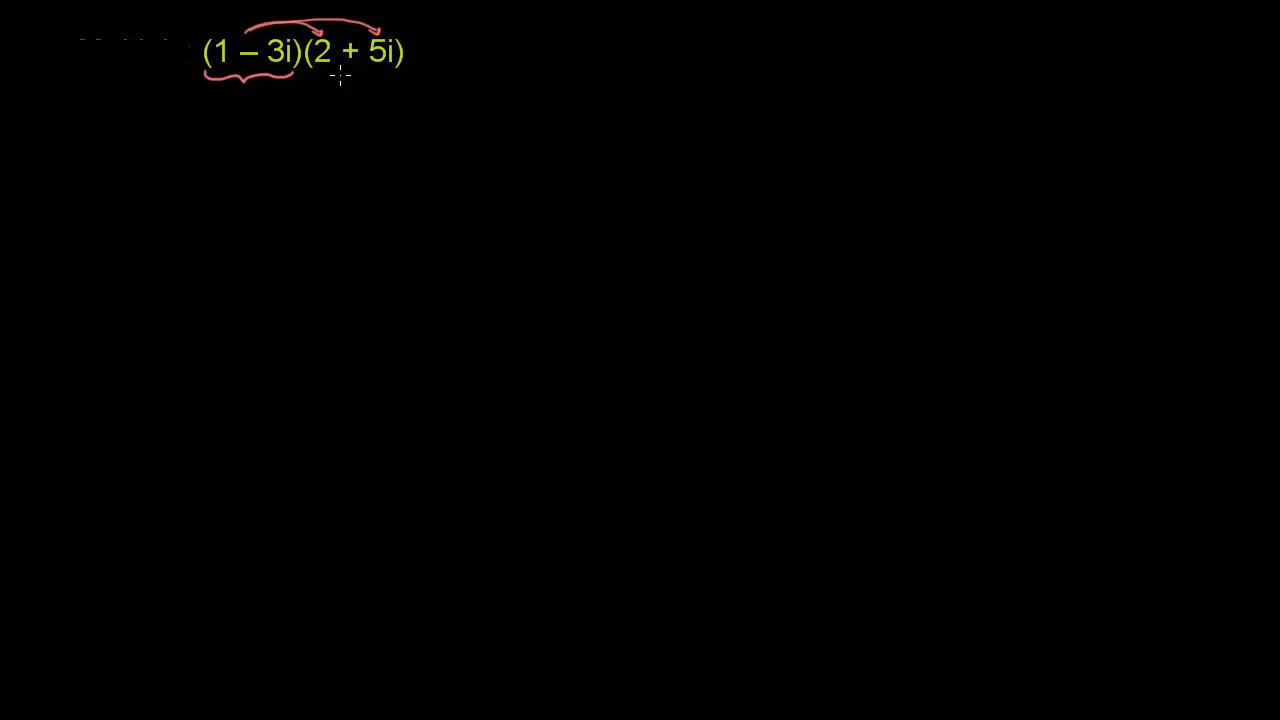 (1 – 3i)(2 + 5i)